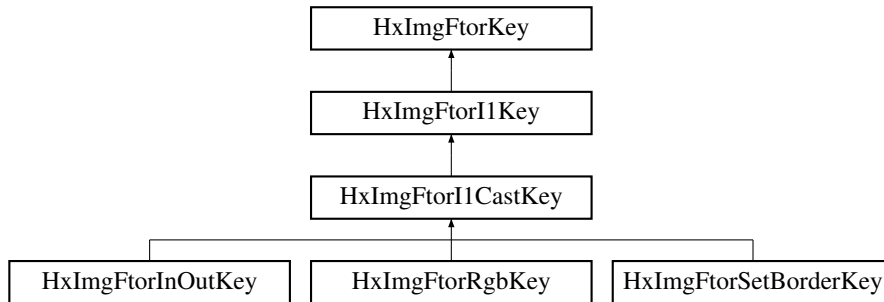 HxImgFtorKey
HxImgFtorI1Key
HxImgFtorI1CastKey
HxImgFtorInOutKey
HxImgFtorRgbKey
HxImgFtorSetBorderKey